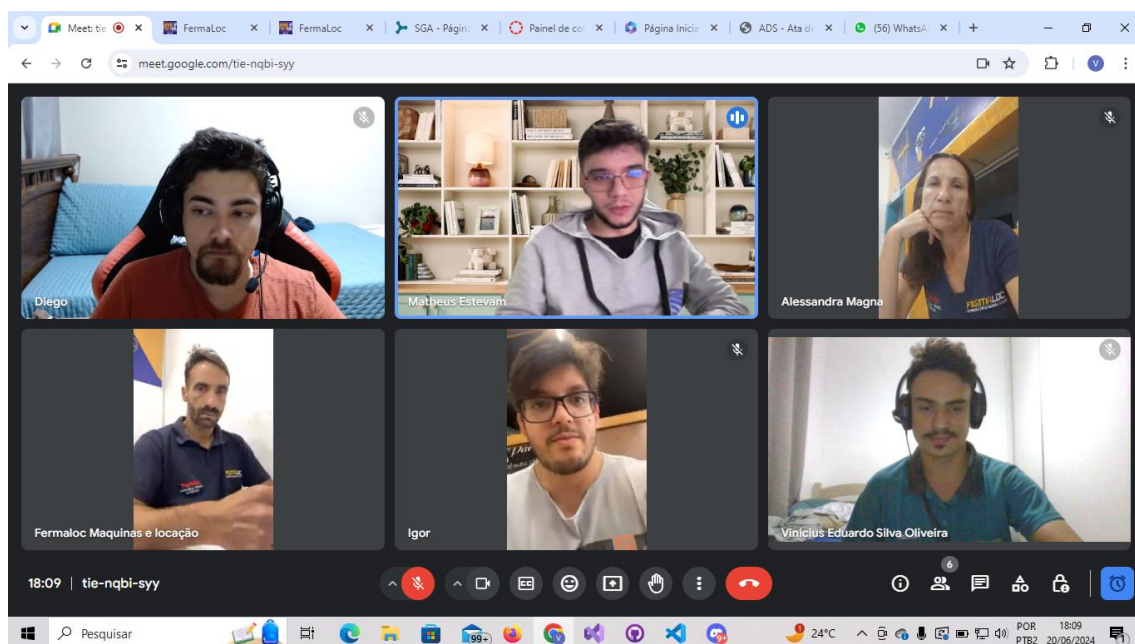 Meet: tie
FermaLoc
FermaLoc
SGA - Página
Painel de co
Página Inicia
ADS - Ata de
(56) WhatsA
meet.google.com/tie-nqbi-syy
V
Diego
Matheus Estevam
Alessandra Magna
FERMALOC
Fermaloc Maquinas e locação
Igor
Vinicius Eduardo Silva Oliveira
18:09 | tie-nqbi-syy
6
Pesquisar
99+
24°C
POR
PTB2
18:09
20/06/2024